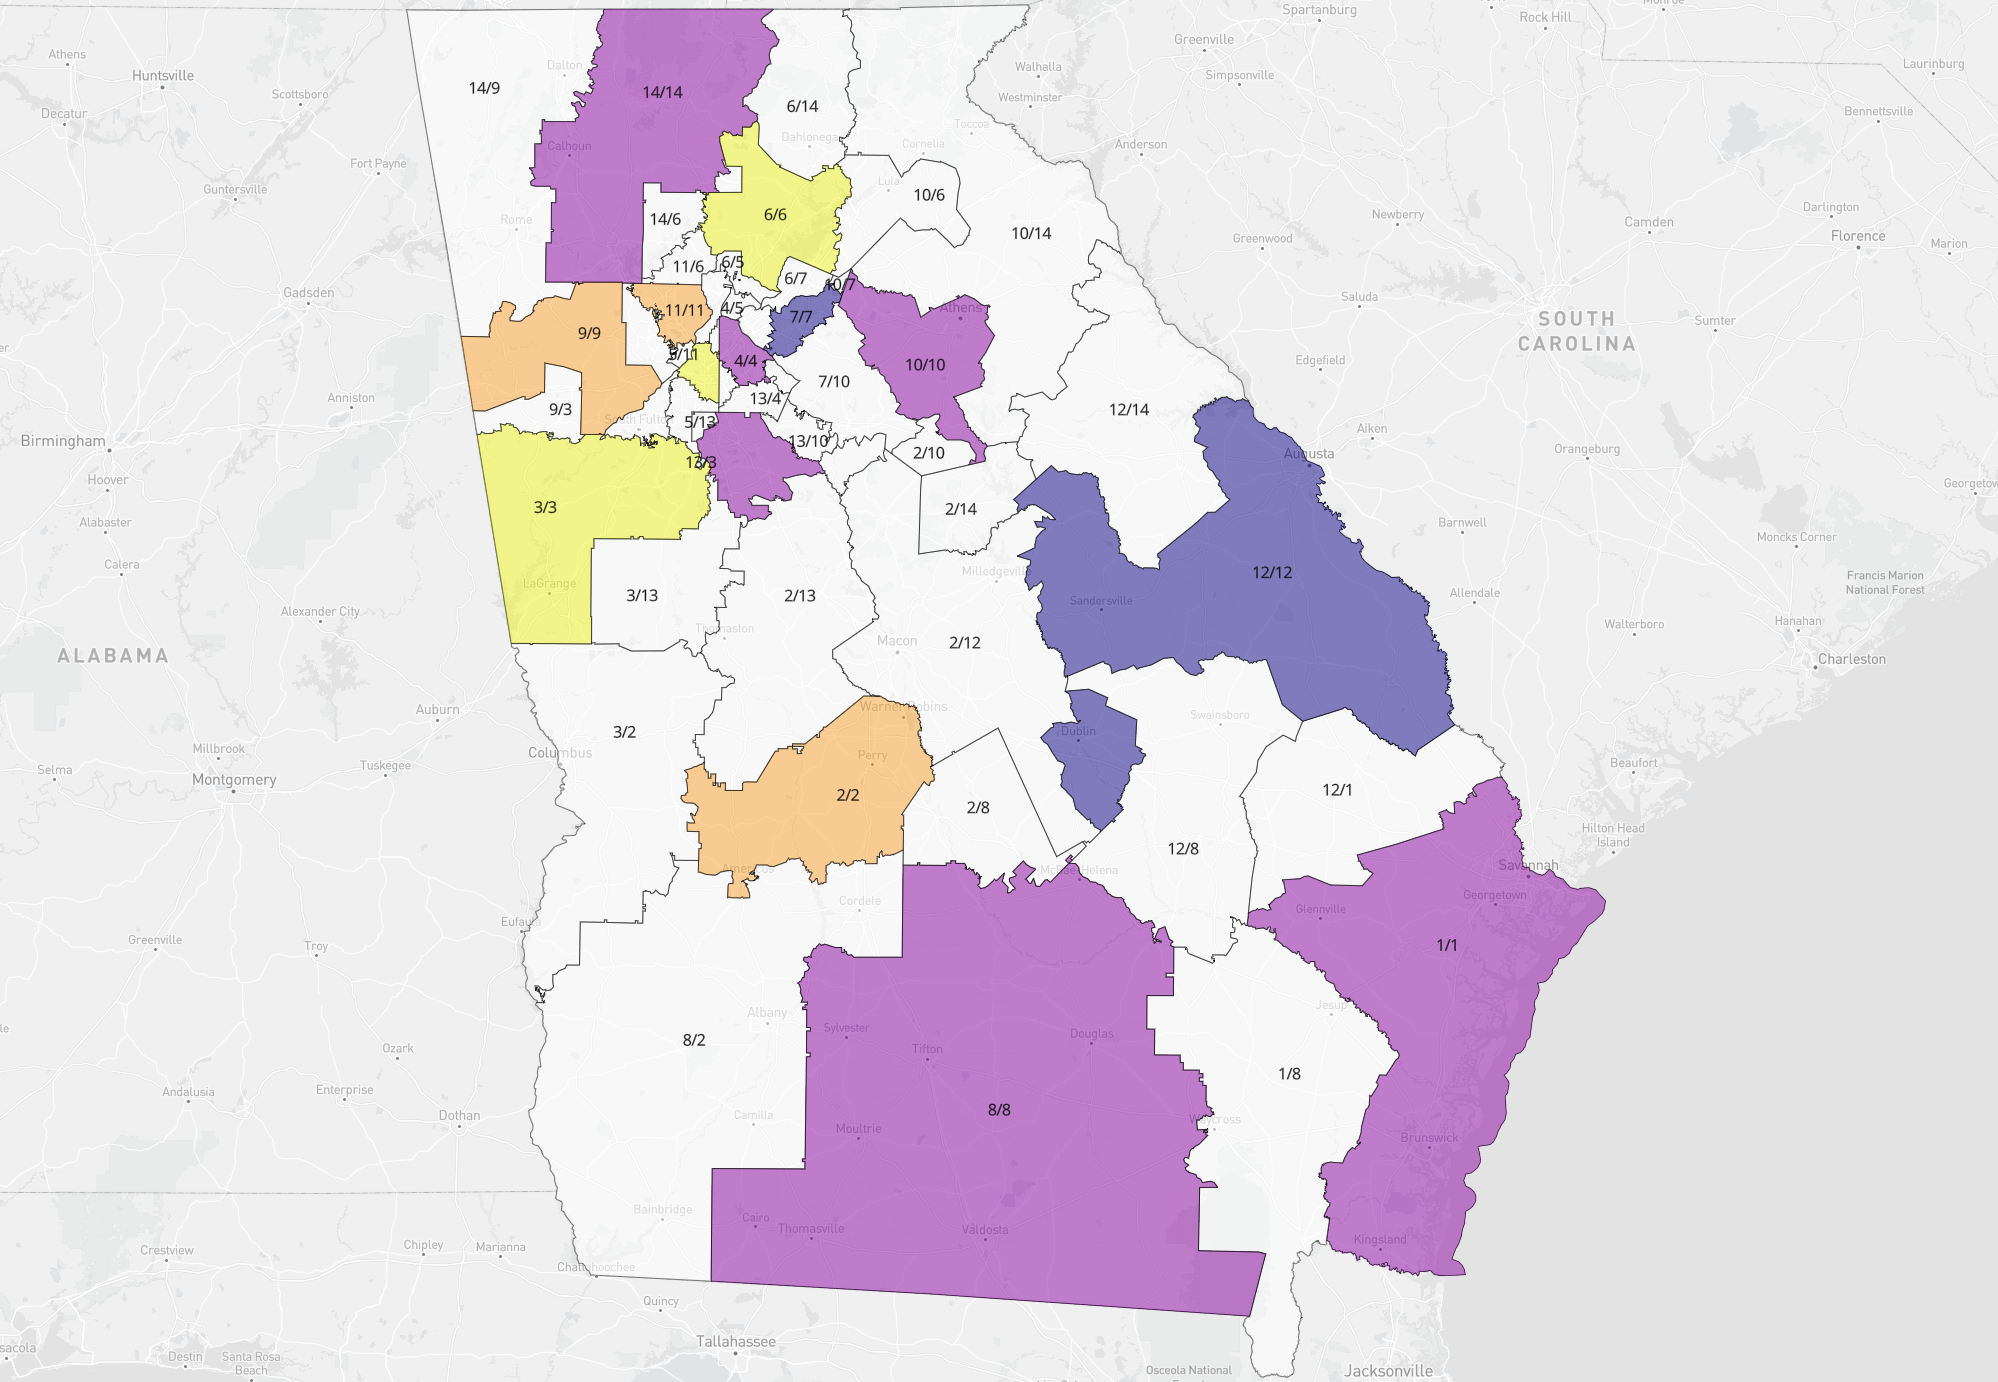 Spartanburg
Monroe
Rock Hill
Athens
Huntsville
Dalton
Greenville
Walhalla
Simpsonville
Laurinburg
Scottsboro
14/9
14/14
6/14
Westminster
Decatur
Bennettsville
Toccoa
Dahlonega
Cornelia
Anderson
Calhoun
Fort Payne
Lula
10/6
Guntersville
Newberry
Darlington
Camden
Florence
Rome
14/6
6/6
10/14
Greenwood
Marion
11/6
6/5
6/7
10/7
Gadsden
Saluda
Athens
4/5
11/11
7/7
SOUTH
CAROLINA
Sumter
9/9
4/4
10/10
Edgefield
7/10
Anniston
13/4
9/3
12/14
South Fulton
5/13
Aiken
Birmingham
13/10
2/10
Augusta
Orangeburg
13/3
Hoover
Georgetow
3/3
2/14
Alabaster
Barnwell
Moncks Corner
Calera
Milledgeville
12/12
Francis Marion
National Forest
LaGrange
3/13
2/13
Sandersville
Allendale
Alexander City
Thomaston
Macon
2/12
Walterboro
Hanahan
ALABAMA
Charleston
Auburn
Warner Robins
Swainsboro
3/2
Dublin
Millbrook
Columbus
Perry
Selma
Montgomery
Tuskegee
Beaufort
2/2
2/8
12/1
Hilton Head
Island
12/8
Americus
McRae-Helena
Savannah
Cordele
Georgetown
Eufaula
Glennville
Greenville
Troy
1/1
Albany
Jesup
Sylvester
Douglas
8/2
Ozark
Tifton
1/8
Andalusia
Enterprise
Dothan
Camilla
8/8
Waycross
Moultrie
Brunswick
Bainbridge
Cairo
Thomasville
Valdosta
Kingsland
Crestview
Chipley
Marianna
Chattahoochee
Quincy
Tallahassee
Destin
Santa Rosa
Beach
Osceola National
Jacksonville